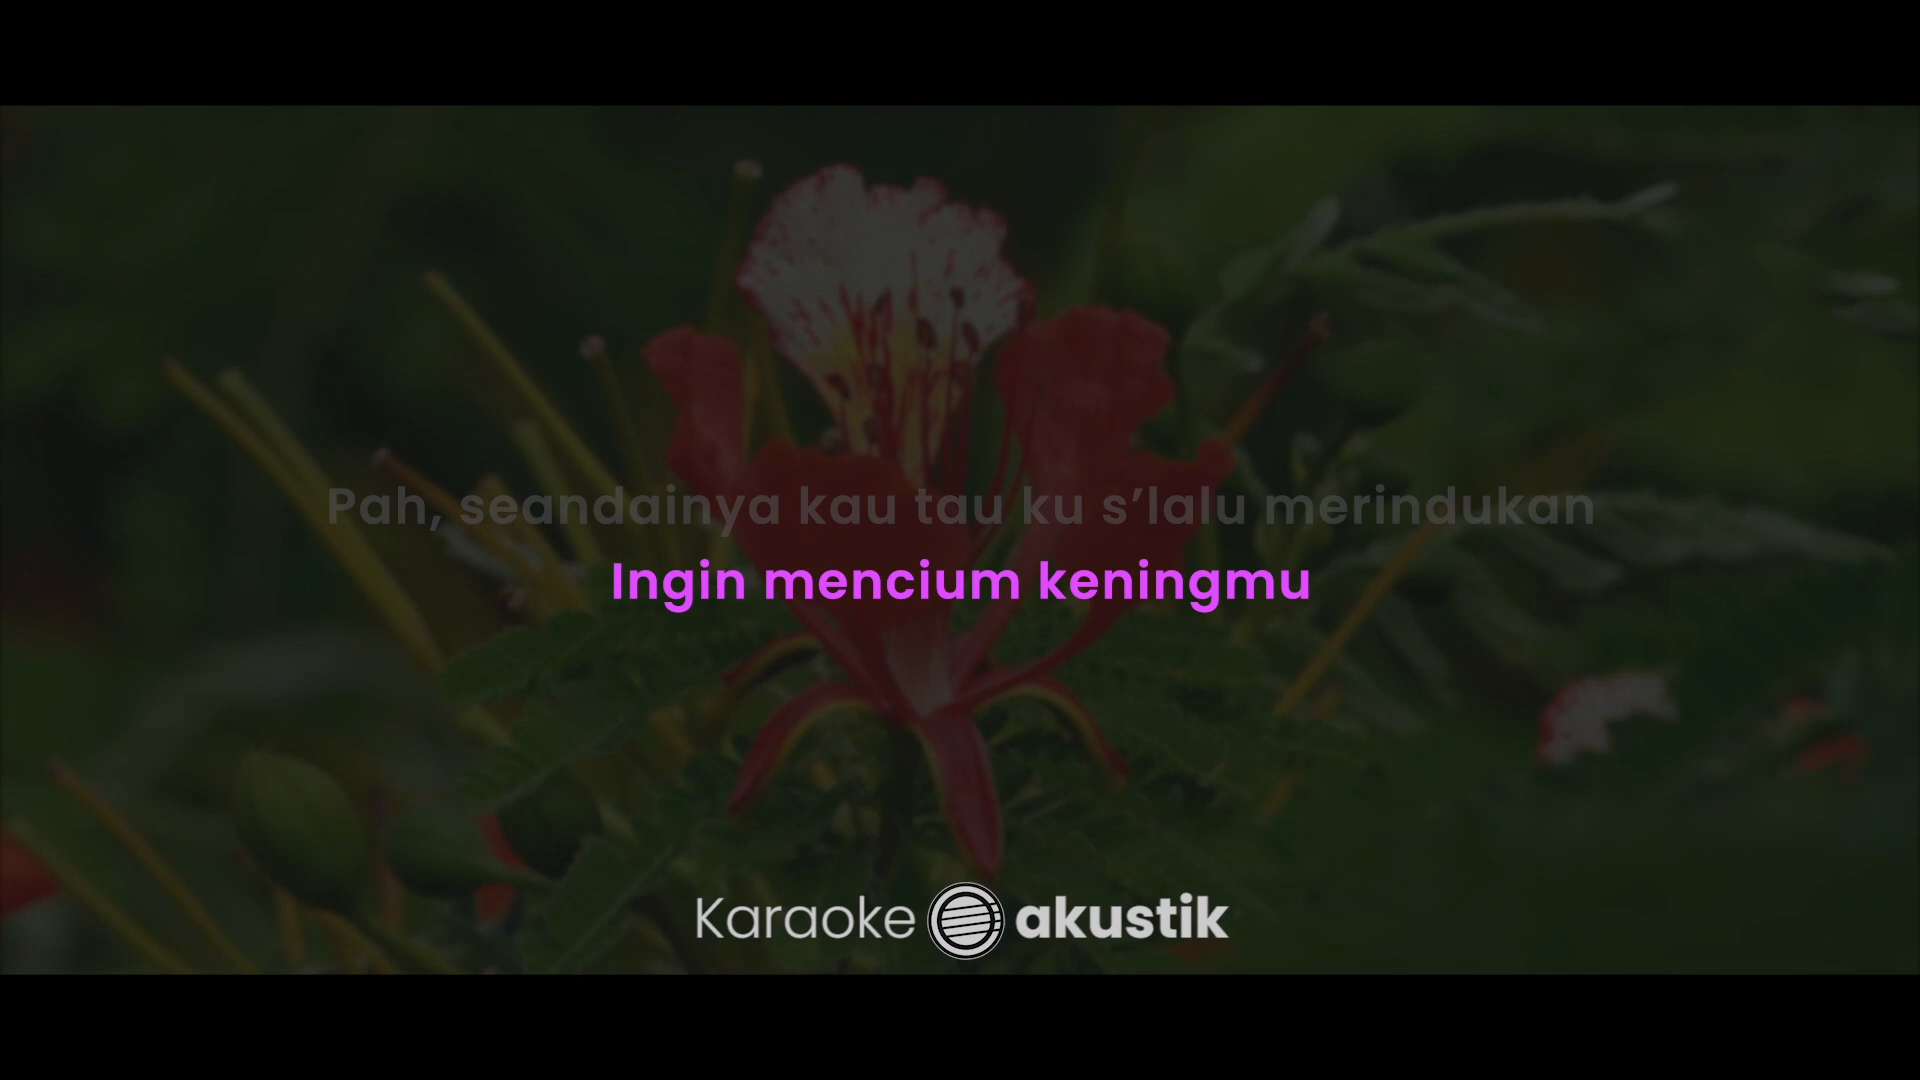 Pah, seandainya kau tau ku s’lalu merindukan
Ingin mencium keningmu
Karaoke akustik